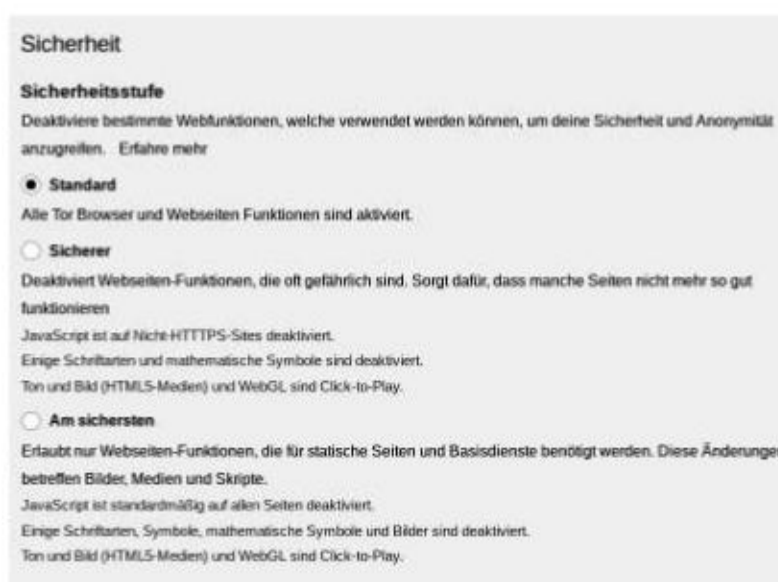 Sicherheit
Sicherheitsstufe
Deaktiviere bestimmte Webfunktionen, welche verwendet werden können, um deine Sicherheit und Anonymität
anzugreifen. Erfahre mehr
Standard
Alle Tor Browser und Webseiten Funktionen sind aktiviert.
Sicherer
Deaktiviert Webseiten-Funktionen, die oft gefährlich sind. Sorgt dafür, dass manche Seiten nicht mehr so gut
funktionieren
JavaScript ist auf Nicht-HTTTPS-Sites deaktiviert.
Einige Schriftarten und mathematische Symbole sind deaktiviert.
Ton und Bild (HTML5-Medien) und WebGL sind Click-to-Play.
Am sichersten
Erlaubt nur Webseiten-Funktionen, die für statische Seiten und Basisdienste benötigt werden. Diese Änderunge
betreffen Bilder, Medien und Skripte.
JavaScript ist standardmäßig auf allen Seiten deaktiviert.
Einige Schriftarten, Symbole, mathematische Symbole und Bilder sind deaktiviert.
Ton und Bild (HTML5-Medien) und WebGL sind Click-to-Play.